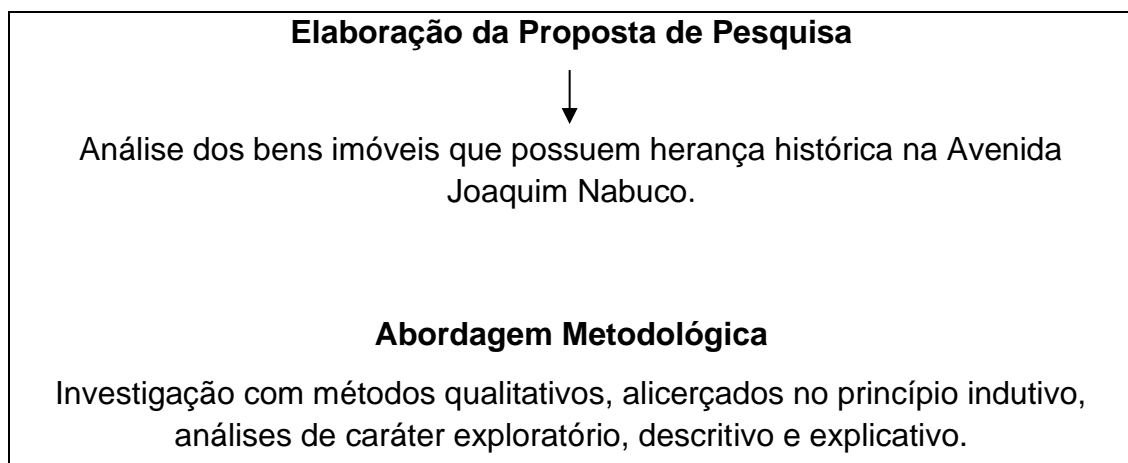 Elaboração da Proposta de Pesquisa
Análise dos bens imóveis que possuem herança histórica na Avenida
Joaquim Nabuco.
Abordagem Metodológica
Investigação com métodos qualitativos, alicerçados no princípio indutivo,
análises de caráter exploratório, descritivo e explicativo.